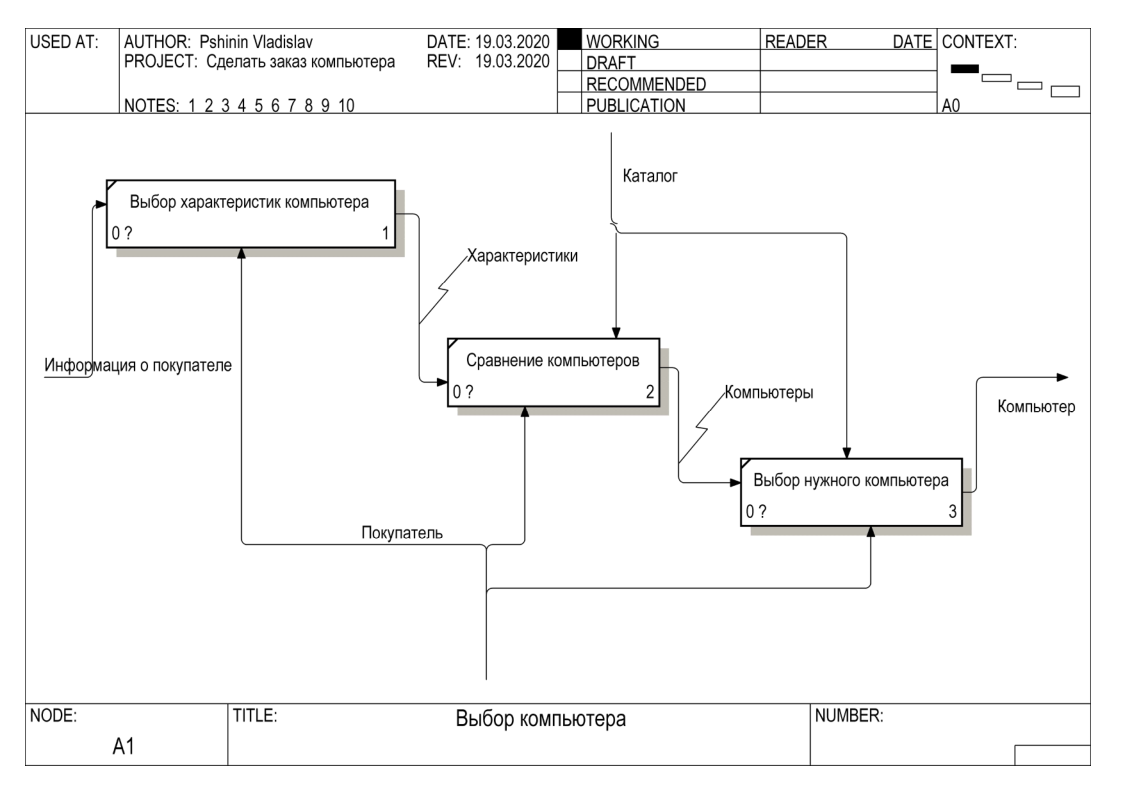 USED AT:
AUTHOR: Pshinin Vladislav
DATE: 19.03.2020
PROJECT: Сделать заказ компьютера
REV: 19.03.2020
NOTES: 1 2 3 4 5 6 7 8 9 10
WORKING
DRAFT
RECOMMENDED
PUBLICATION
READER DATE
CONTEXT:
A0
Каталог
Выбор характеристик компьютера
0 ? 1
Характеристики
Информация о покупателе
Сравнение компьютеров
0 ? 2
Компьютеры
Компьютер
Выбор нужного компьютера
0 ? 3
Покупатель
NODE:
A1
TITLE:
Выбор компьютера
NUMBER: